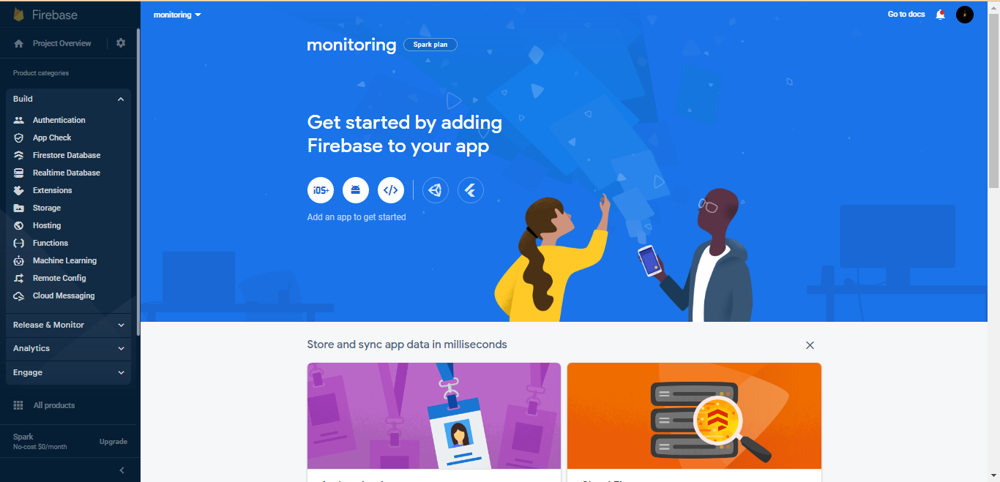 Firebase
Project Overview
Product categories
Build
Authentication
App Check
Firestore Database
Realtime Database
Extensions
Storage
Hosting
Functions
Machine Learning
Remote Config
Cloud Messaging
Release & Monitor
Analytics
Engage
All products
Spark
No-cost $0/month
Upgrade
monitoring
Go to docs
monitoring
Spark plan
Get started by adding
Firebase to your app
iOS+
Add an app to get started
Store and sync app data in milliseconds